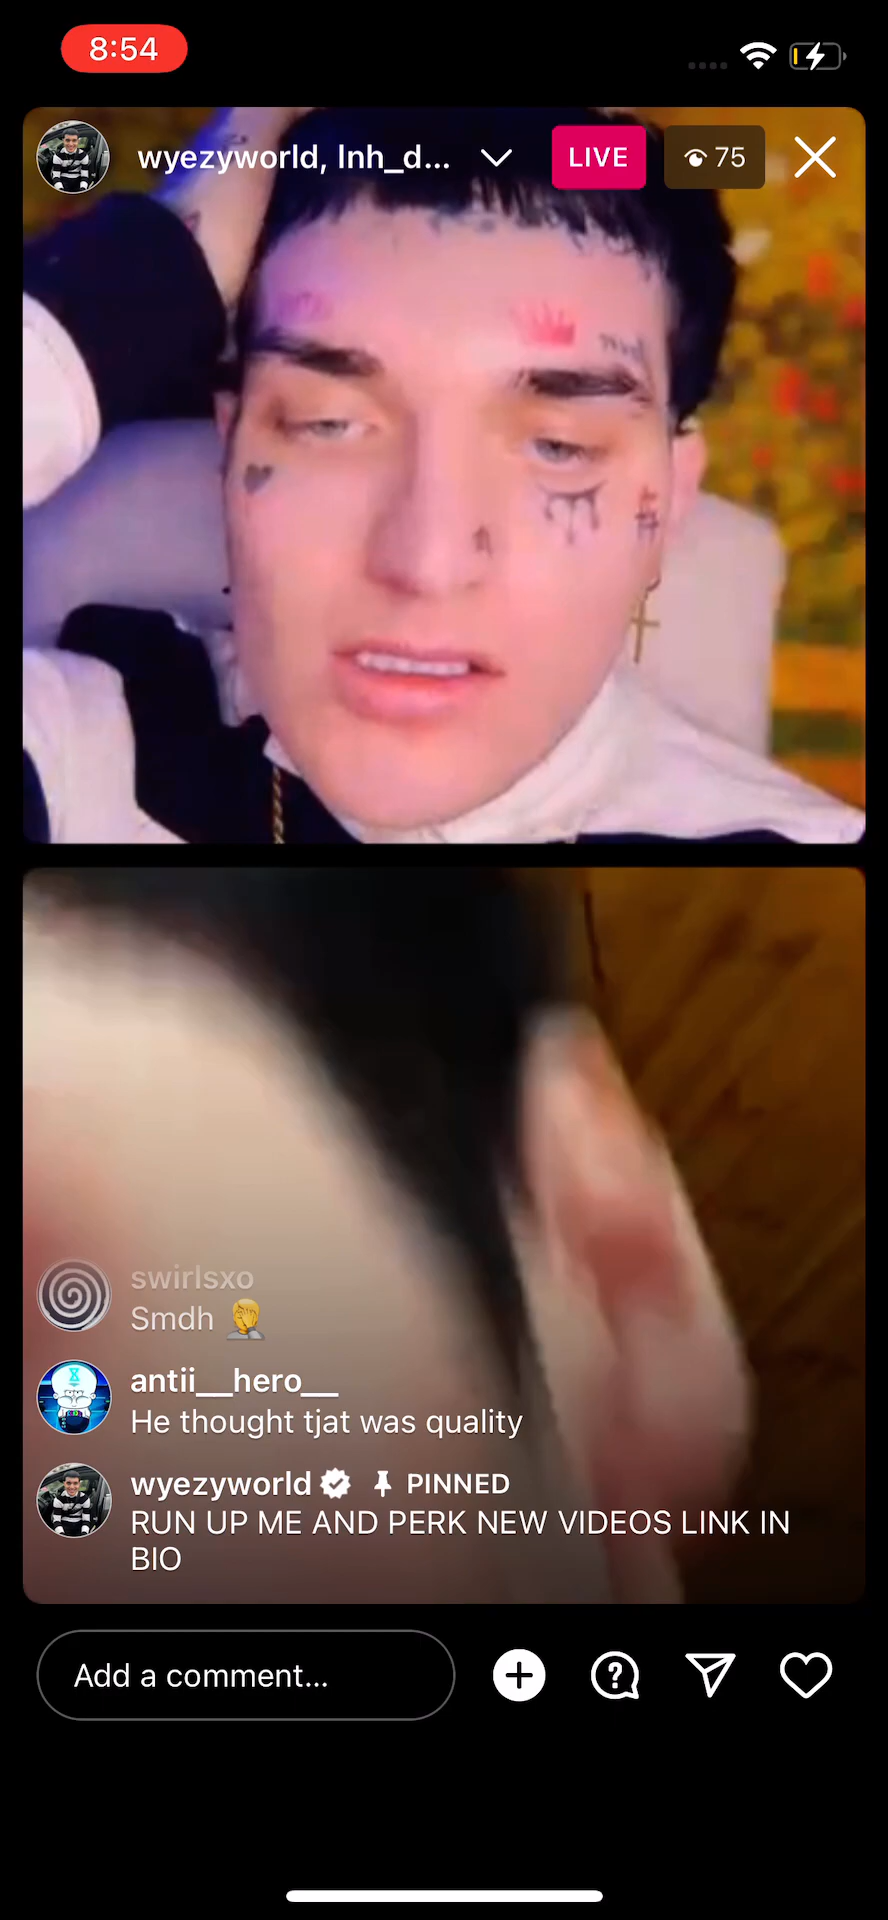 8:54
wyezyworld, lnh_d...
LIVE
75
swirlsxo
Smdh 🤦
antii__hero__
He thought tjat was quality
wyezyworld PINNED
RUN UP ME AND PERK NEW VIDEOS LINK IN
BIO
Add a comment...